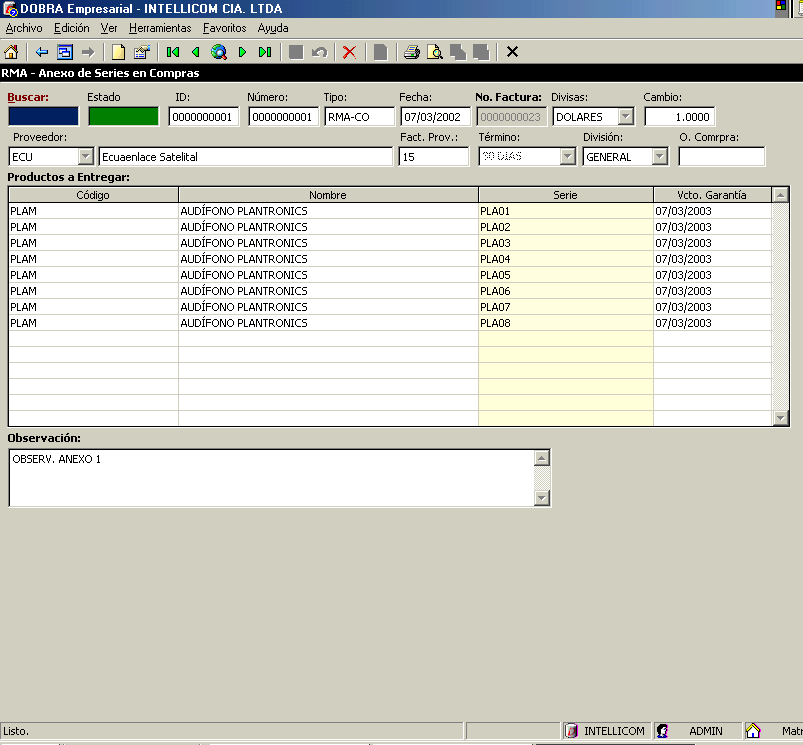 DOBRA Empresarial - INTELLICOM CIA. LTDA
Archivo Edición Ver Herramientas Favoritos Ayuda
RMA - Anexo de Series en Compras
Buscar: Estado ID: Número: Tipo: Fecha: No. Factura: Divisas: Cambio:
0000000001 0000000001 RMA-CO 07/03/2002 0000000023 DOLARES 1.0000
Proveedor: Fact. Prov.: Término: División: O. Comrpra:
ECU Ecuaenlace Satelital 15 30 DIAS GENERAL
Productos a Entregar:
Código Nombre Serie Vcto. Garantía
PLAM AUDÍFONO PLANTRONICS PLA01 07/03/2003
PLAM AUDÍFONO PLANTRONICS PLA02 07/03/2003
PLAM AUDÍFONO PLANTRONICS PLA03 07/03/2003
PLAM AUDÍFONO PLANTRONICS PLA04 07/03/2003
PLAM AUDÍFONO PLANTRONICS PLA05 07/03/2003
PLAM AUDÍFONO PLANTRONICS PLA06 07/03/2003
PLAM AUDÍFONO PLANTRONICS PLA07 07/03/2003
PLAM AUDÍFONO PLANTRONICS PLA08 07/03/2003
Observación:
OBSERV. ANEXO 1
Listo. INTELLICOM ADMIN Matr